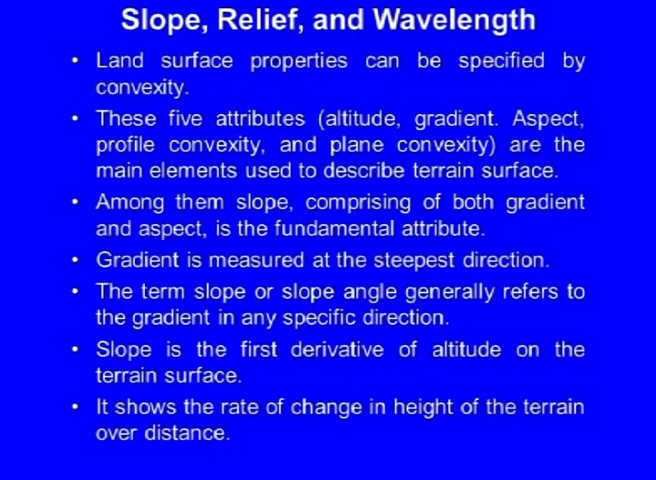 Slope, Relief, and Wavelength
• Land surface properties can be specified by
convexity.
• These five attributes (altitude, gradient. Aspect,
profile convexity, and plane convexity) are the
main elements used to describe terrain surface.
• Among them slope, comprising of both gradient
and aspect, is the fundamental attribute.
• Gradient is measured at the steepest direction.
• The term slope or slope angle generally refers to
the gradient in any specific direction.
• Slope is the first derivative of altitude on the
terrain surface.
• It shows the rate of change in height of the terrain
over distance.